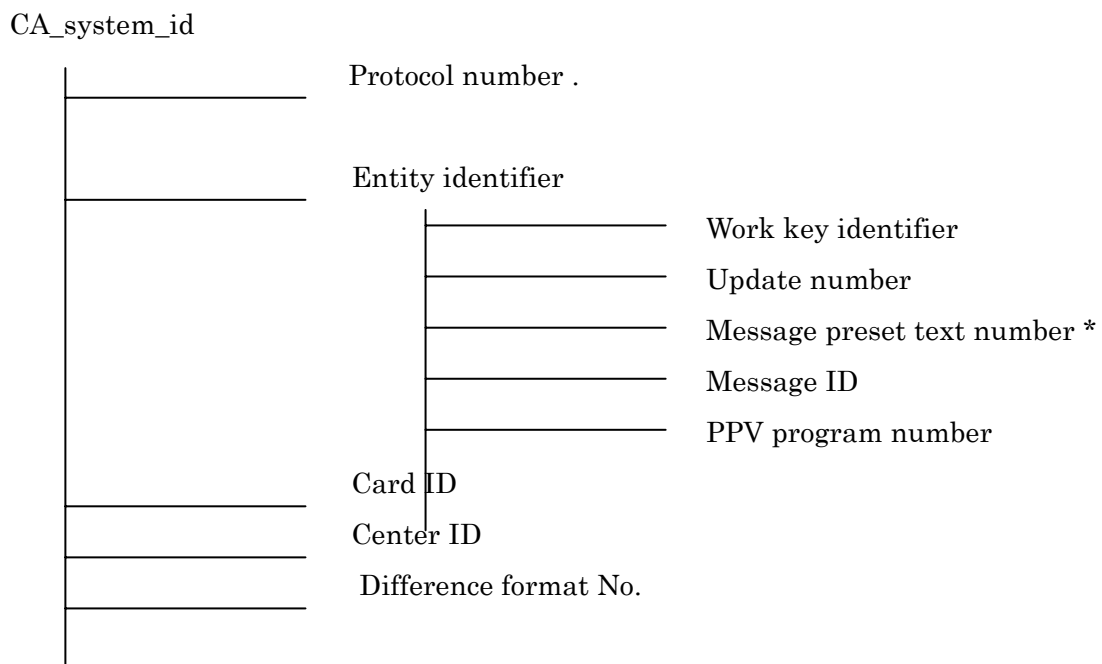 CA_system_id
Protocol number .
Entity identifier
Work key identifier
Update number
Message preset text number *
Message ID
PPV program number
Card ID
Center ID
Difference format No.